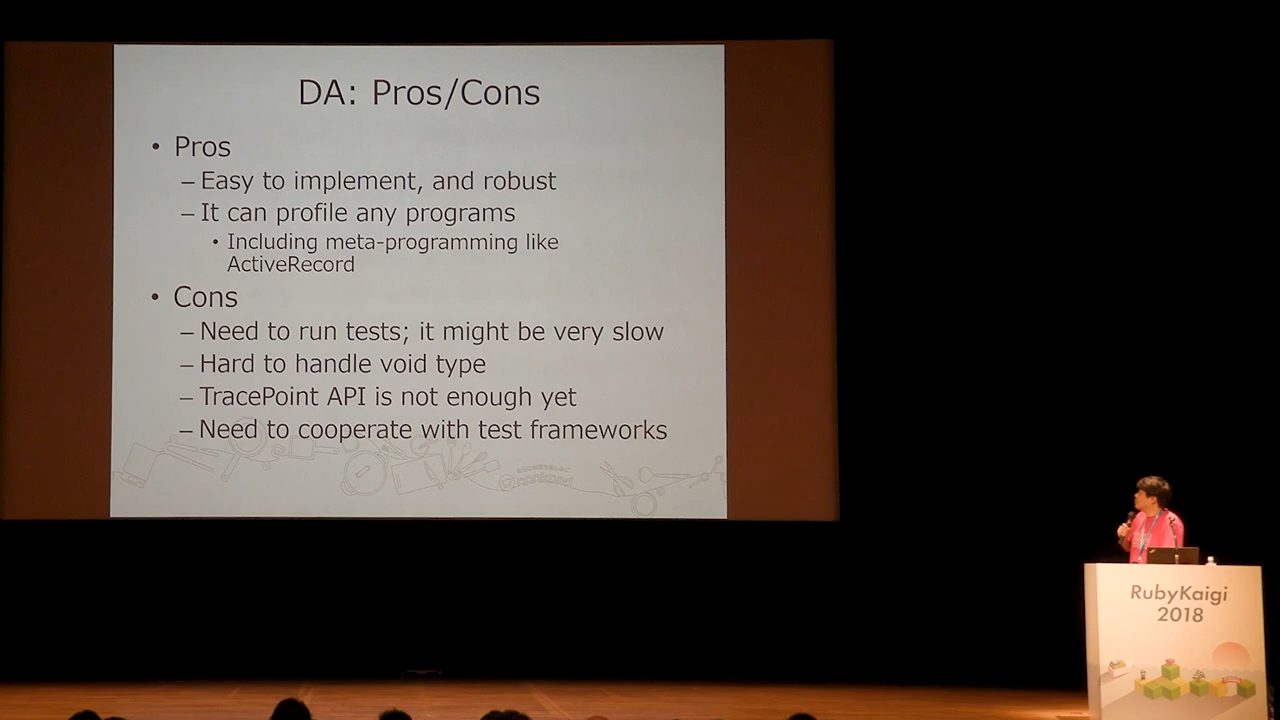 DA: Pros/Cons
• Pros
– Easy to implement, and robust
– It can profile any programs
• Including meta-programming like
ActiveRecord
• Cons
– Need to run tests; it might be very slow
– Hard to handle void type
– TracePoint API is not enough yet
– Need to cooperate with test frameworks
cookpad
RubyKaigi
2018